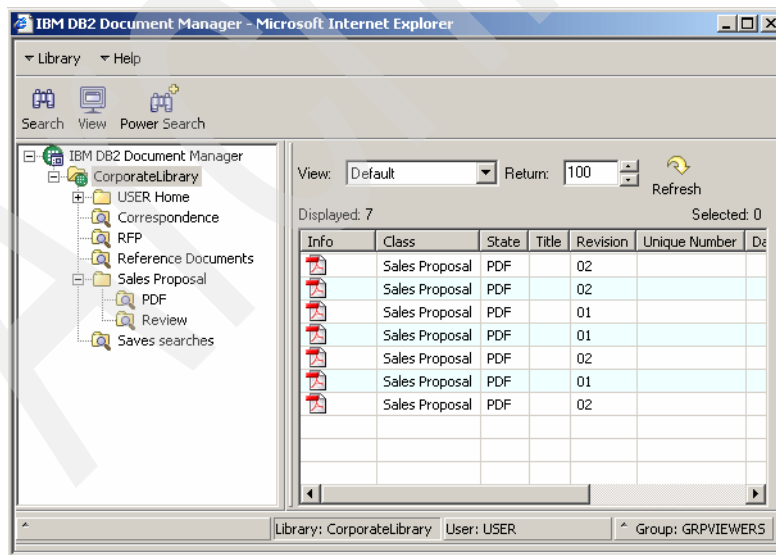 IBM DB2 Document Manager - Microsoft Internet Explorer
Library Help
Search View Power Search
IBM DB2 Document Manager
CorporateLibrary
USER Home
Correspondence
RFP
Reference Documents
Sales Proposal
PDF
Review
Saves searches
View: Default Return: 100 Refresh
Displayed: 7 Selected: 0
Info Class State Title Revision Unique Number Da
Sales Proposal PDF 02
Sales Proposal PDF 02
Sales Proposal PDF 01
Sales Proposal PDF 01
Sales Proposal PDF 02
Sales Proposal PDF 01
Sales Proposal PDF 02
Library: CorporateLibrary User: USER Group: GRPVIEWERS